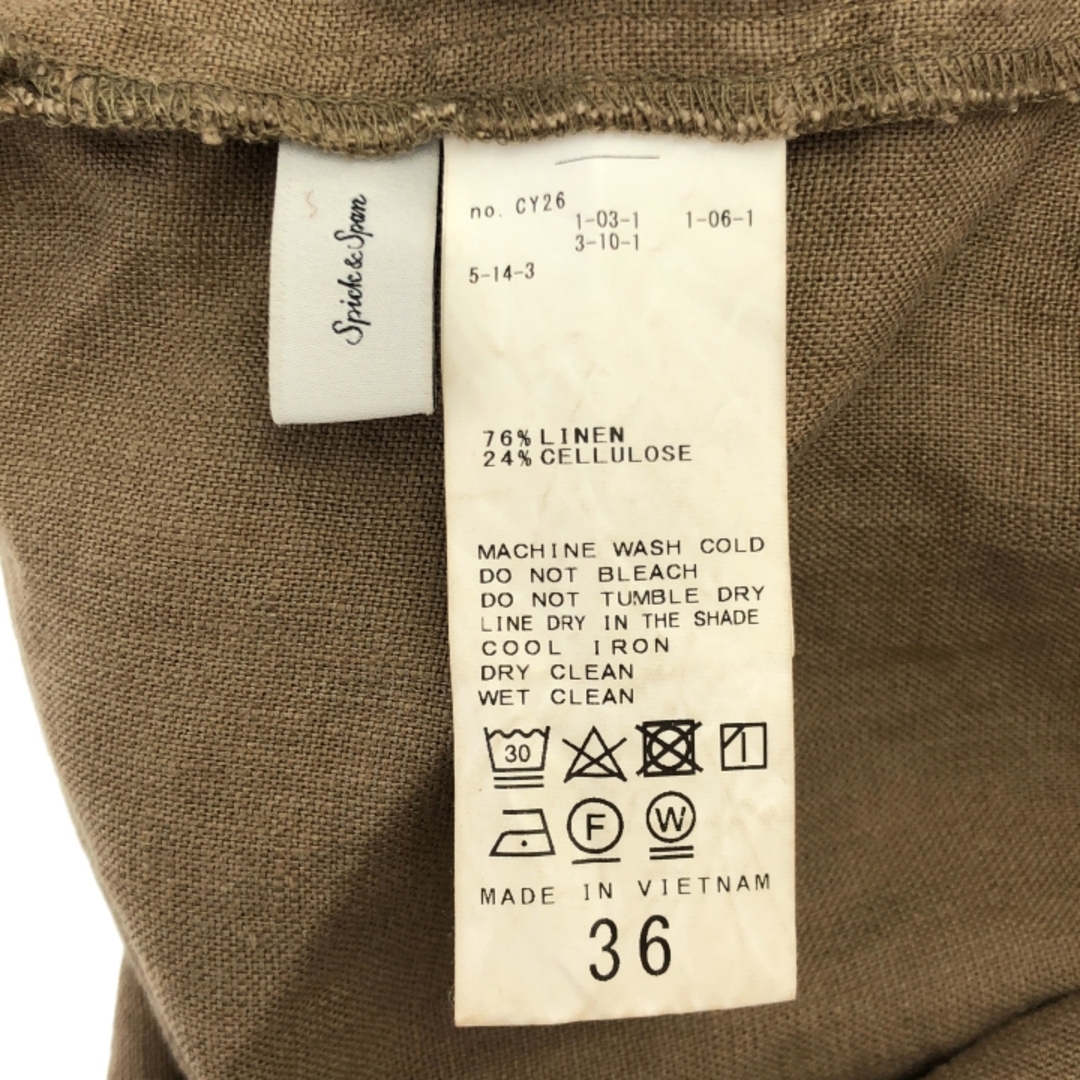 Spick & Span
no. CY26
1-03-1 1-06-1
3-10-1
5-14-3
76% LINEN
24% CELLULOSE
MACHINE WASH COLD
DO NOT BLEACH
DO NOT TUMBLE DRY
LINE DRY IN THE SHADE
COOL IRON
DRY CLEAN
WET CLEAN
30
F W
MADE IN VIETNAM
36